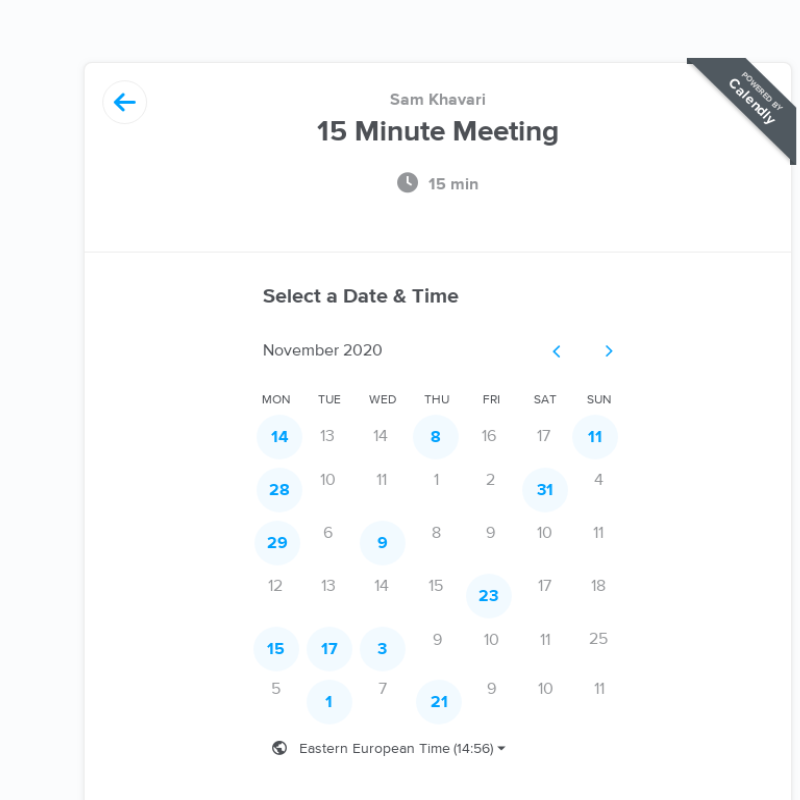 POWERED BY
Calendly
Sam Khavari
15 Minute Meeting
15 min
Select a Date & Time
November 2020
MON TUE WED THU FRI SAT SUN
14 13 14 8 16 17 11
28 10 11 1 2 31 4
29 6 9 8 9 10 11
12 13 14 15 23 17 18
15 17 3 9 10 11 25
5 1 7 21 9 10 11
Eastern European Time (14:56)